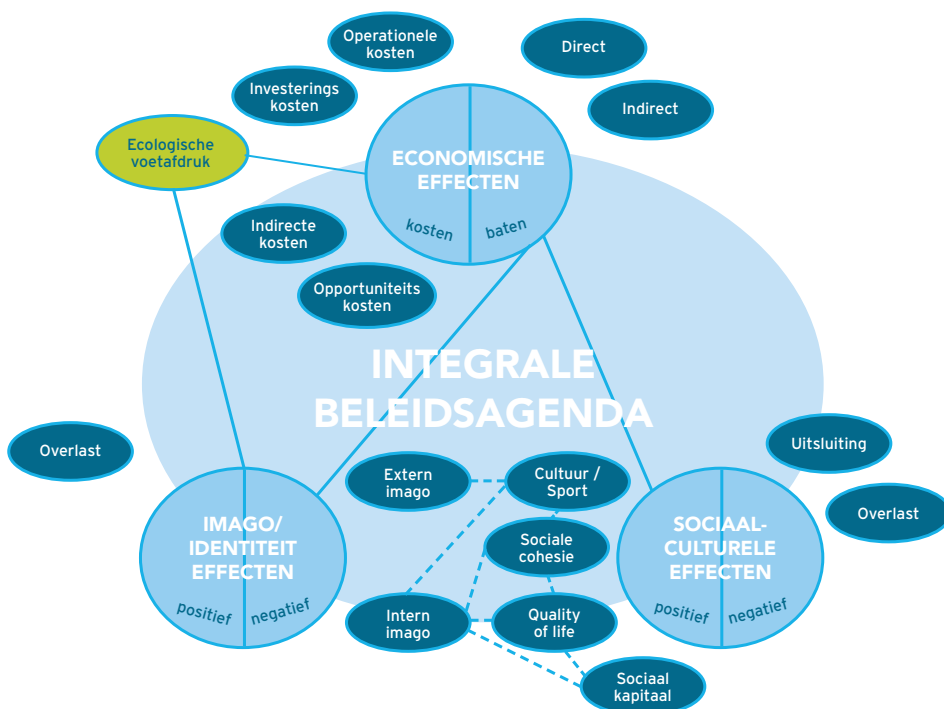 Operationele
kosten
Direct
Investerings
kosten
Indirect
Ecologische
voetafdruk
ECONOMISCHE
EFFECTEN
kosten
baten
Indirecte
kosten
Opportuniteits
kosten
INTEGRALE
BELEIDSAGENDA
Overlast
Uitsluiting
Extern
imago
Cultuur /
Sport
Overlast
IMAGO/
IDENTITEIT
EFFECTEN
positief
negatief
Sociale
cohesie
SOCIAAL-
CULTURELE
EFFECTEN
positief
negatief
Intern
imago
Quality
of life
Sociaal
kapitaal